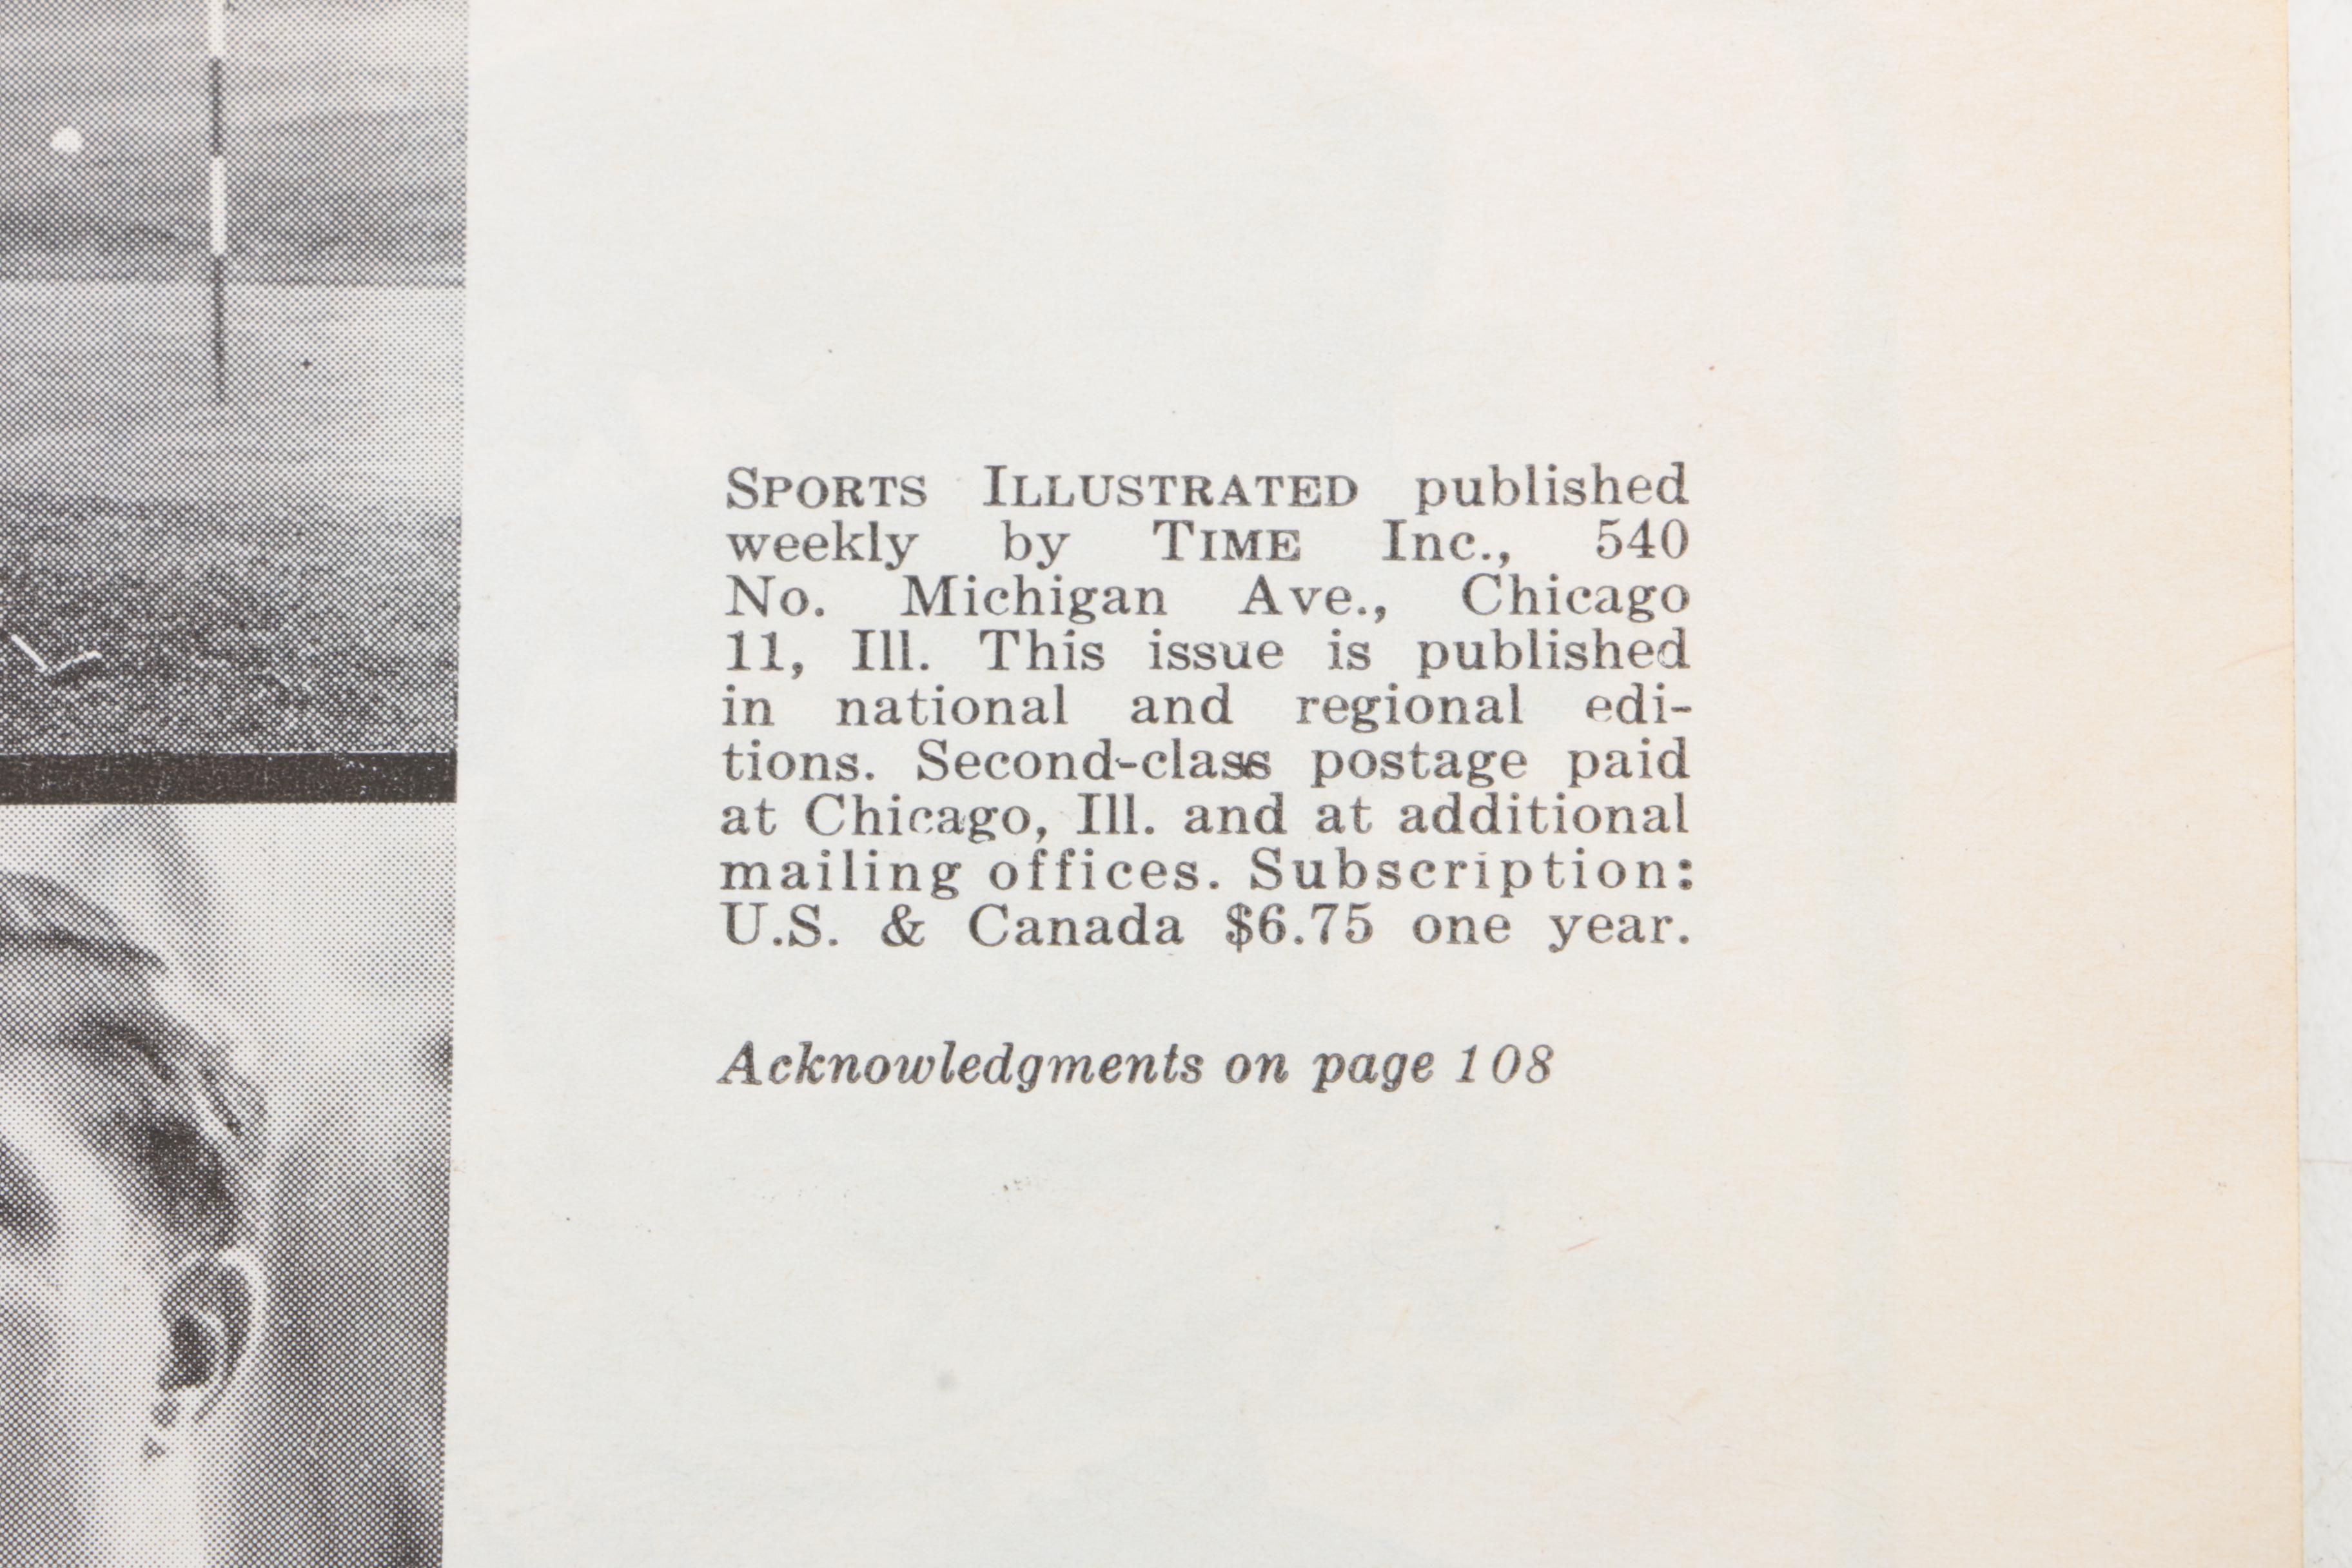 SPORTS ILLUSTRATED published
weekly by TIME Inc., 540
No. Michigan Ave., Chicago
11, Ill. This issue is published
in national and regional edi-
tions. Second-class postage paid
at Chicago, Ill. and at additional
mailing offices. Subscription:
U.S. & Canada $6.75 one year.
Acknowledgments on page 108